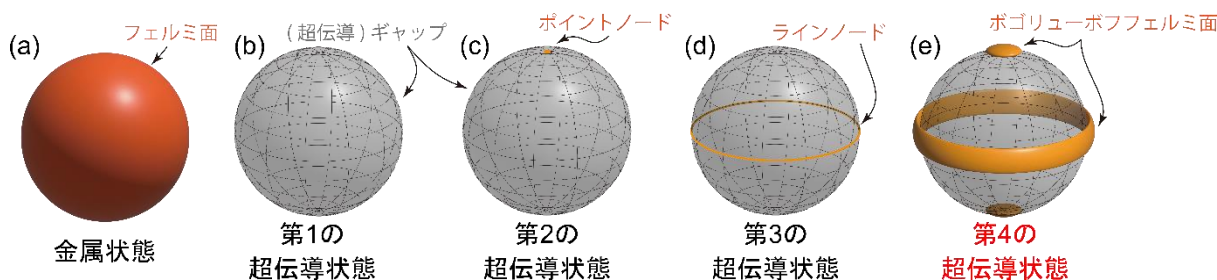 (a)
フェルミ面
金属状態
(b)
(超伝導)ギャップ
第1の
超伝導状態
(c)
ポイントノード
第2の
超伝導状態
(d)
ラインノード
第3の
超伝導状態
(e)
ボゴリューボフフェルミ面
第4の
超伝導状態